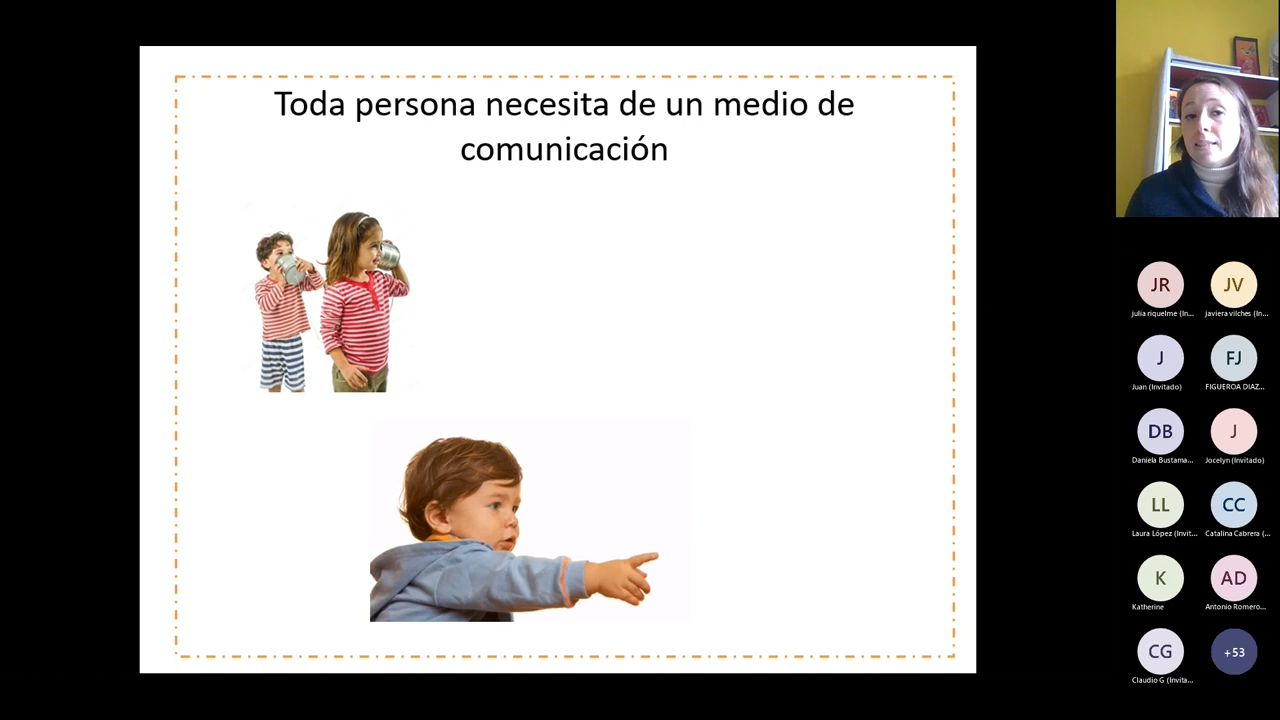 Toda persona necesita de un medio de
comunicación
JR
JV
julia riquelme (In...
javiera vilches (In...
J
FJ
Juan (Invitado)
FIGUEROA DIAZ...
DB
J
Daniela Bustama...
Jocelyn (Invitado)
LL
CC
Laura López (Invit...
Catalina Cabrera (...
K
AD
Katherine
Antonio Romero...
CG
+53
Claudio G (Invita...